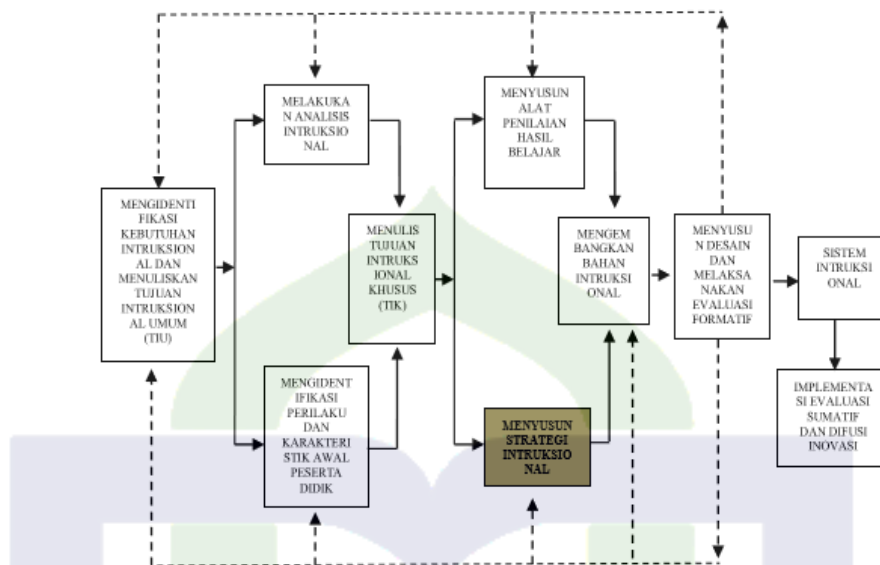 MENGIDENTI
FIKASI
KEBUTUHAN
INTRUKSION
AL DAN
MENULISKAN
TUJUAN
INTRUKSION
AL UMUM
(TIU)
MELAKUKA
N ANALISIS
INTRUKSIO
NAL
MENGIDENT
IFIKASI
PERILAKU
DAN
KARAKTERI
STIK AWAL
PESERTA
DIDIK
MENULIS
TUJUAN
INTRUKS
IONAL
KHUSUS
(TIK)
MENYUSUN
ALAT
PENILAIAN
HASIL
BELAJAR
MENYUSUN
STRATEGI
INTRUKSIO
NAL
MENGEM
BANGKAN
BAHAN
INTRUKSI
ONAL
MENYUSU
N DESAIN
DAN
MELAKSA
NAKAN
EVALUASI
FORMATIF
SISTEM
INTRUKSI
ONAL
IMPLEMENTA
SI EVALUASI
SUMATIF
DAN DIFUSI
INOVASI